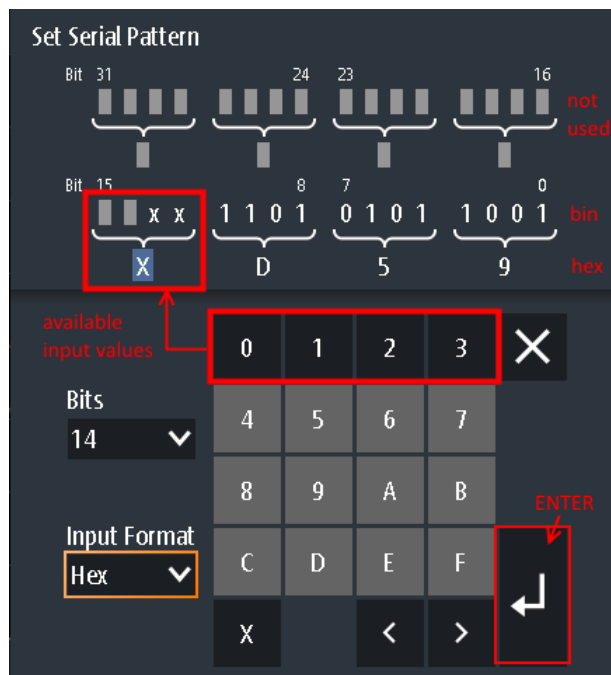 Set Serial Pattern
Bit 31 24 23 16
not
used
Bit 15 8 7 0
x x 1 1 0 1 0 1 0 1 1 0 0 1 bin
X D 5 9 hex
available
input values
0 1 2 3 X
Bits
14
4 5 6 7
8 9 A B
ENTER
Input Format
Hex
C D E F
X < >